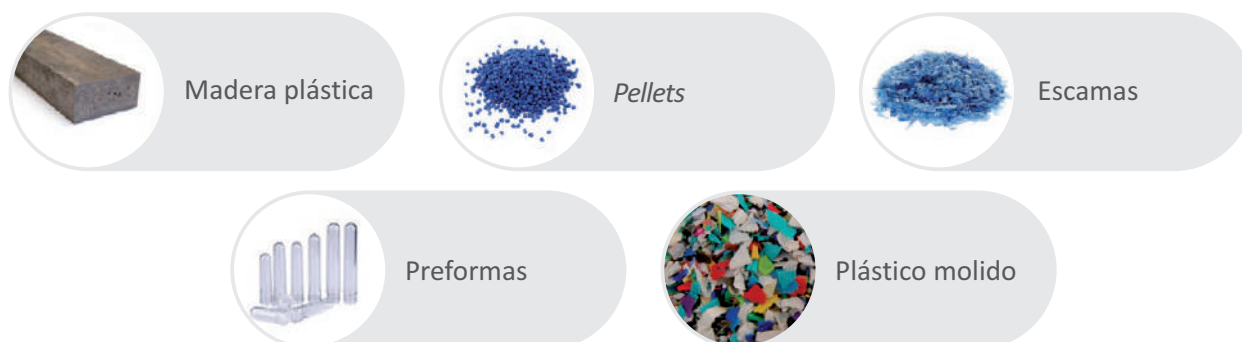 Madera plástica
Pellets
Escamas
Preformas
Plástico molido